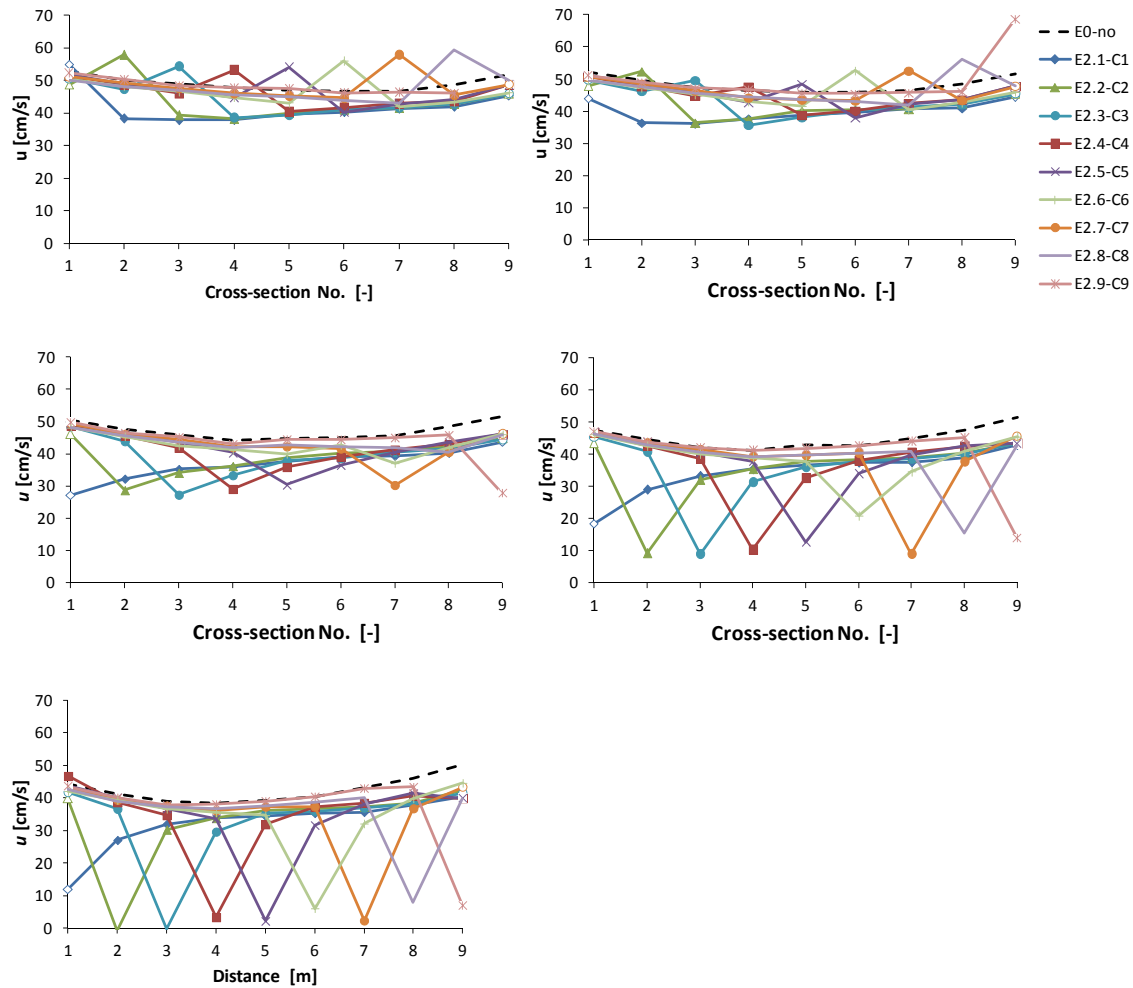 70
60
50
40
30
20
10
0
u [cm/s]
1 2 3 4 5 6 7 8 9
Cross-section No. [-]
70
60
50
40
30
20
10
0
u [cm/s]
1 2 3 4 5 6 7 8 9
Cross-section No. [-]
E0-no
E2.1-C1
E2.2-C2
E2.3-C3
E2.4-C4
E2.5-C5
E2.6-C6
E2.7-C7
E2.8-C8
E2.9-C9
70
60
50
40
30
20
10
0
u [cm/s]
1 2 3 4 5 6 7 8 9
Cross-section No. [-]
70
60
50
40
30
20
10
0
u [cm/s]
1 2 3 4 5 6 7 8 9
Cross-section No. [-]
70
60
50
40
30
20
10
0
u [cm/s]
1 2 3 4 5 6 7 8 9
Distance [m]